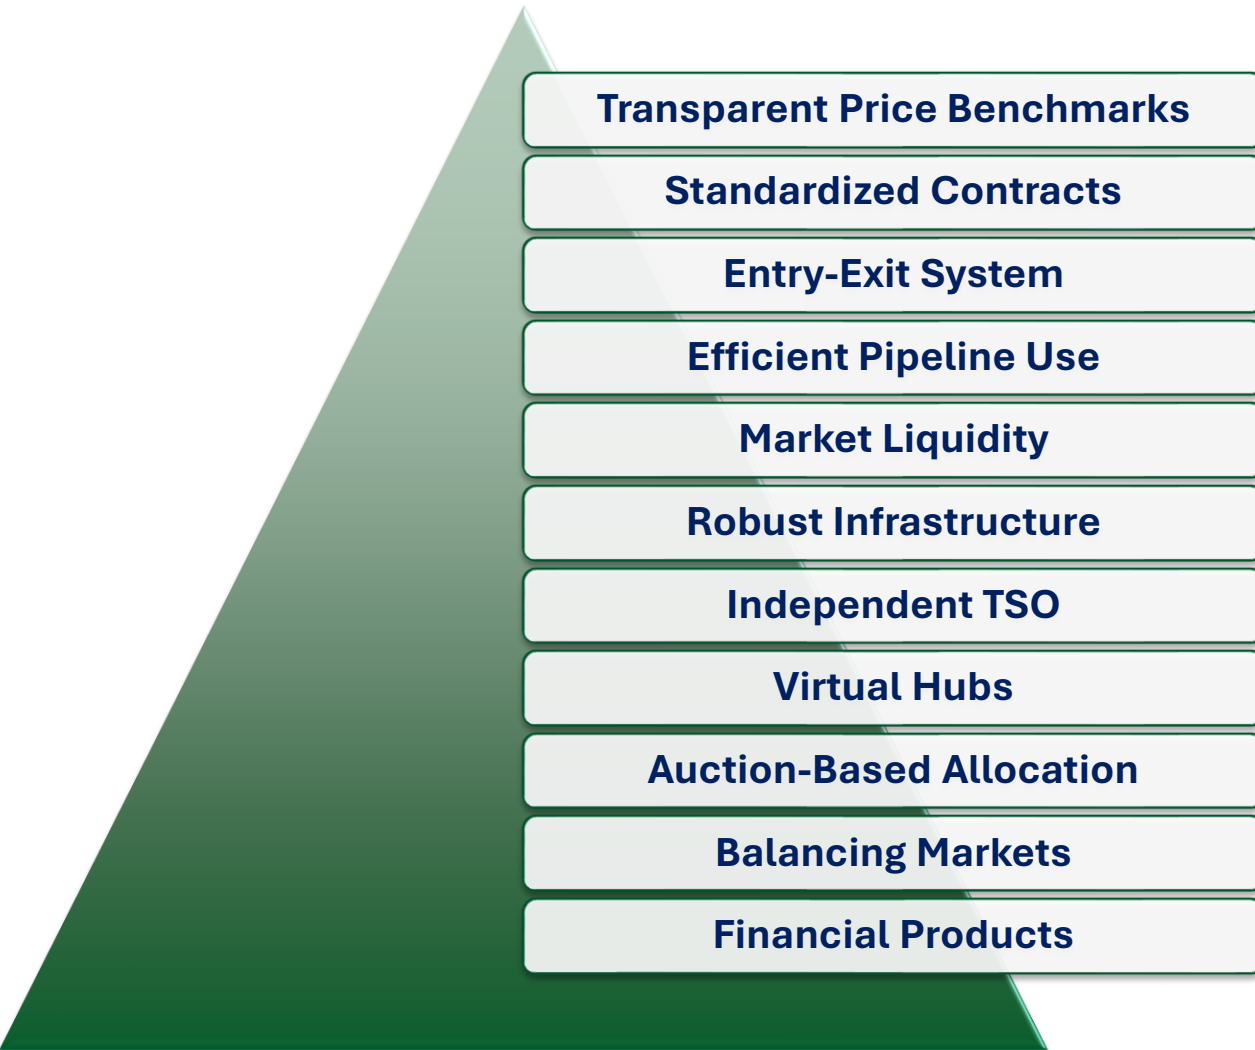 Transparent Price Benchmarks
Standardized Contracts
Entry-Exit System
Efficient Pipeline Use
Market Liquidity
Robust Infrastructure
Independent TSO
Virtual Hubs
Auction-Based Allocation
Balancing Markets
Financial Products